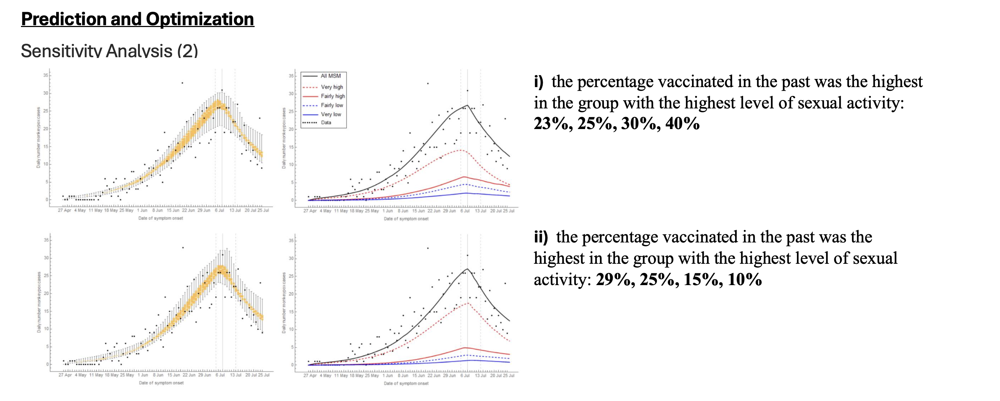 Prediction and Optimization
Sensitivity Analysis (2)
35
30
25
20
15
10
5
0
Daily number monkeypox cases
27 Apr 4 May 11 May 18 May 25 May 1 Jun 8 Jun 15 Jun 22 Jun 29 Jun 6 Jul 13 Jul 20 Jul 25 Jul
Date of symptom onset
35
30
25
20
15
10
5
0
Daily number monkeypox cases
All MSM
Very high
Fairly high
Fairly low
Very low
Data
27 Apr 4 May 11 May 18 May 25 May 1 Jun 8 Jun 15 Jun 22 Jun 29 Jun 6 Jul 13 Jul 20 Jul 25 Jul
Date of symptom onset
i) the percentage vaccinated in the past was the highest
in the group with the highest level of sexual activity:
23%, 25%, 30%, 40%
35
30
25
20
15
10
5
0
Daily number monkeypox cases
27 Apr 4 May 11 May 18 May 25 May 1 Jun 8 Jun 15 Jun 22 Jun 29 Jun 6 Jul 13 Jul 20 Jul 25 Jul
Date of symptom onset
35
30
25
20
15
10
5
0
Daily number monkeypox cases
27 Apr 4 May 11 May 18 May 25 May 1 Jun 8 Jun 15 Jun 22 Jun 29 Jun 6 Jul 13 Jul 20 Jul 25 Jul
Date of symptom onset
ii) the percentage vaccinated in the past was the
highest in the group with the highest level of sexual
activity: 29%, 25%, 15%, 10%